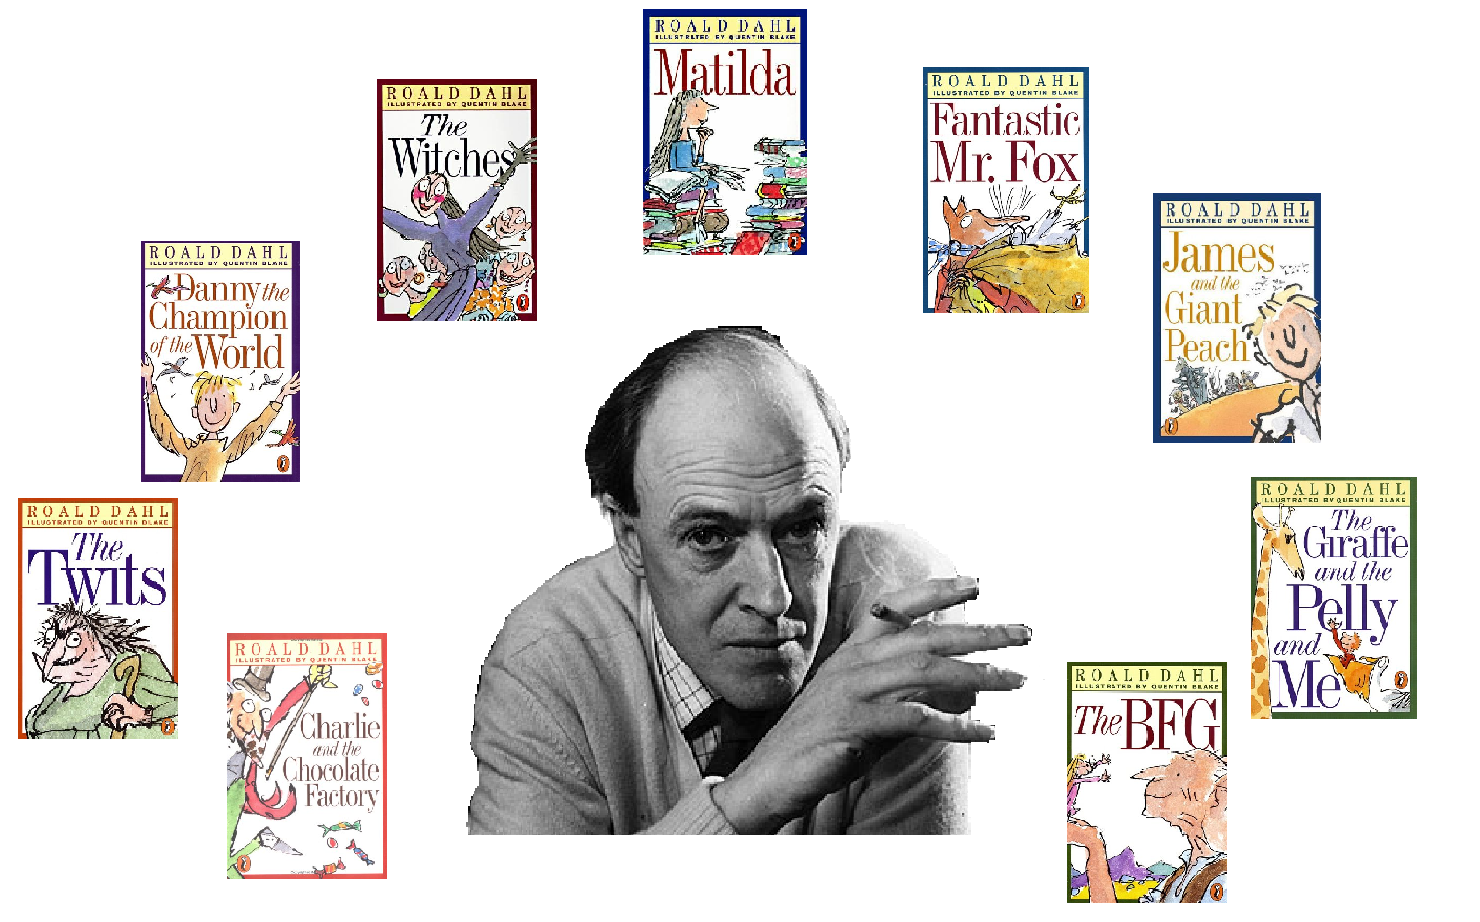 ROALD DAHL
ILLUSTRATED BY QUENTIN BLAKE
Matilda
ROALD DAHL
ILLUSTRATED BY QUENTIN BLAKE
The
Witches
ROALD DAHL
ILLUSTRATED BY QUENTIN BLAKE
Fantastic
Mr. Fox
ROALD DAHL
ILLUSTRATED BY QUENTIN BLAKE
James
and the
Giant
Peach
ROALD DAHL
ILLUSTRATED BY QUENTIN BLAKE
Danny the
Champion
of the World
ROALD DAHL
ILLUSTRATED BY QUENTIN BLAKE
The
Giraffe
and the
Pelly
and
Me
ROALD DAHL
ILLUSTRATED BY QUENTIN BLAKE
The
Twits
ROALD DAHL
ILLUSTRATED BY QUENTIN BLAKE
Charlie
and the
Chocolate
Factory
ROALD DAHL
ILLUSTRATED BY QUENTIN BLAKE
The BFG